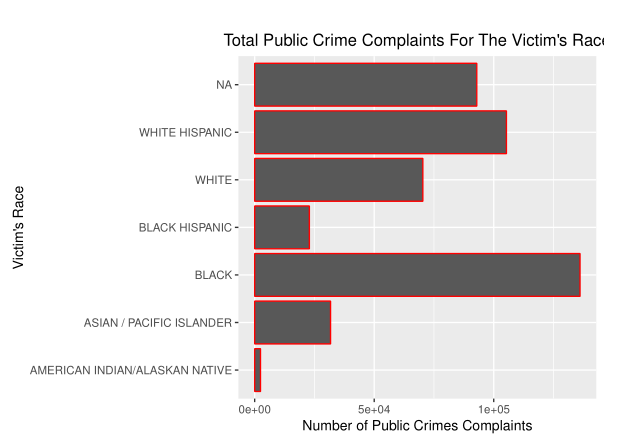 Total Public Crime Complaints For The Victim's Race
NA
WHITE HISPANIC
WHITE
BLACK HISPANIC
BLACK
ASIAN / PACIFIC ISLANDER
AMERICAN INDIAN/ALASKAN NATIVE
Victim's Race
0e+00 5e+04 1e+05
Number of Public Crimes Complaints